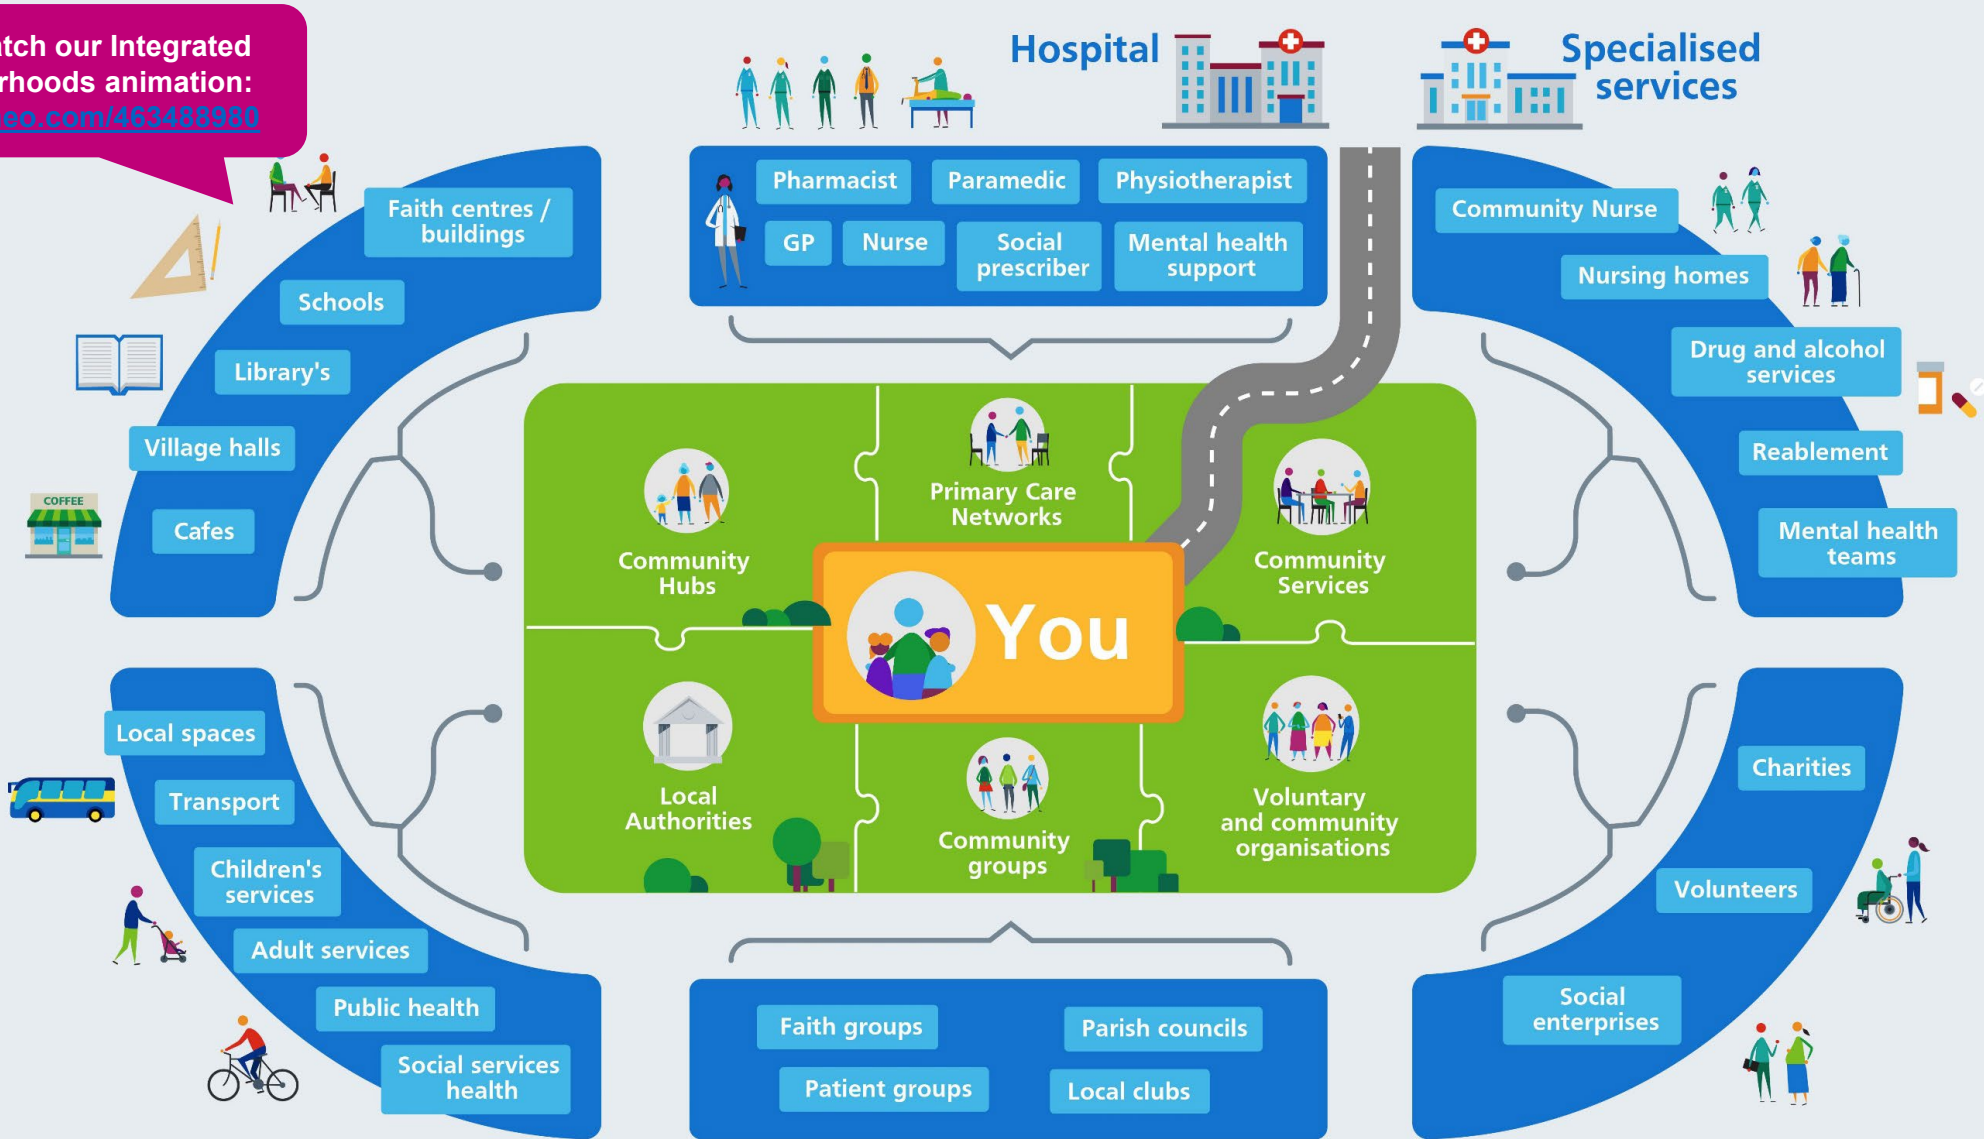 atch our Integrated
rhoods animation:
eo.com/463488980
Hospital
Specialised
services
Faith centres /
buildings
Schools
Library's
Village halls
COFFEE
Cafes
Pharmacist
Paramedic
Physiotherapist
GP
Nurse
Social
prescriber
Mental health
support
Community Nurse
Nursing homes
Drug and alcohol
services
Reablement
Mental health
teams
Community
Hubs
Primary Care
Networks
Community
Services
You
Local
Authorities
Community
groups
Voluntary
and community
organisations
Local spaces
Transport
Children's
services
Adult services
Public health
Social services
health
Faith groups
Parish councils
Patient groups
Local clubs
Charities
Volunteers
Social
enterprises